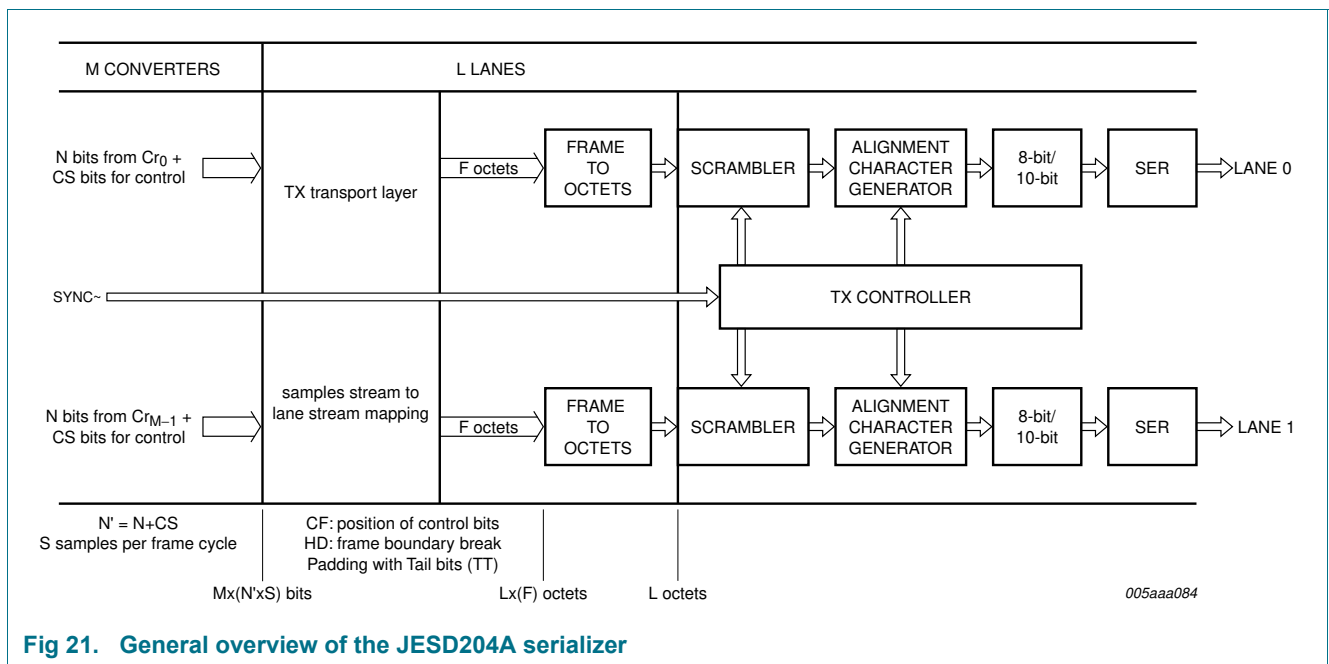 M CONVERTERS
L LANES
N bits from Cr0 +
CS bits for control
TX transport layer
F octets
FRAME
TO
OCTETS
SCRAMBLER
ALIGNMENT
CHARACTER
GENERATOR
8-bit/
10-bit
SER
LANE 0
SYNC~
TX CONTROLLER
N bits from CrM−1 +
CS bits for control
samples stream to
lane stream mapping
F octets
FRAME
TO
OCTETS
SCRAMBLER
ALIGNMENT
CHARACTER
GENERATOR
8-bit/
10-bit
SER
LANE 1
N' = N+CS
S samples per frame cycle
CF: position of control bits
HD: frame boundary break
Padding with Tail bits (TT)
Mx(N'xS) bits
Lx(F) octets
L octets
005aaa084
Fig 21. General overview of the JESD204A serializer